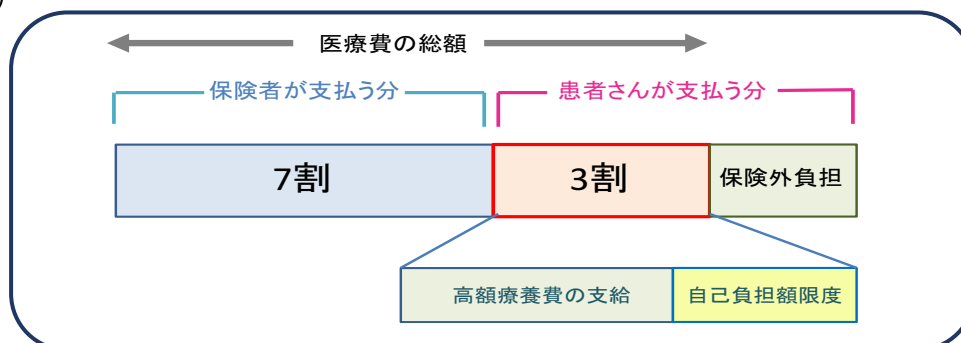 )
医療費の総額
保険者が支払う分
患者さんが支払う分
7割
3割
保険外負担
高額療養費の支給
自己負担額限度